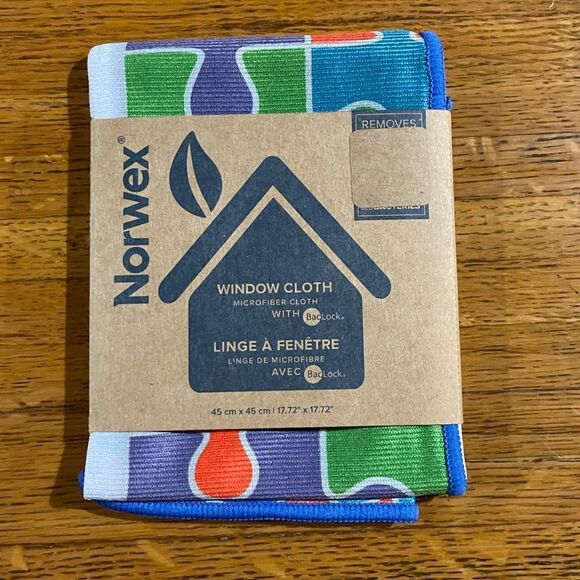 Norwex®
REMOVES
BACTERIES
WINDOW CLOTH
MICROFIBER CLOTH
WITH BacLock®
LINGE À FENÊTRE
LINGE DE MICROFIBRE
AVEC BacLock®
45 cm x 45 cm | 17.72" x 17.72"